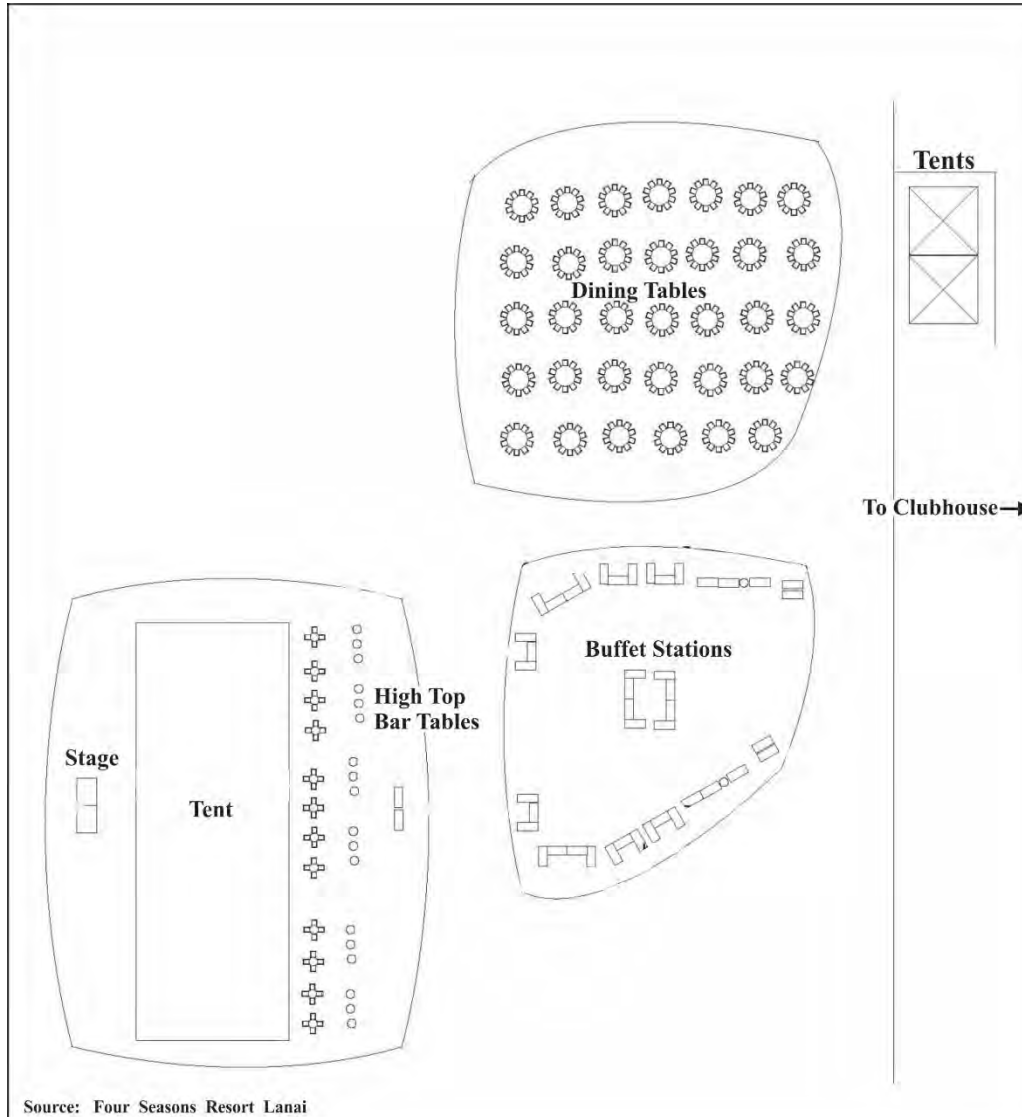 Tents
Dining Tables
To Clubhouse
Buffet Stations
High Top
Bar Tables
Stage
Tent
Source: Four Seasons Resort Lanai